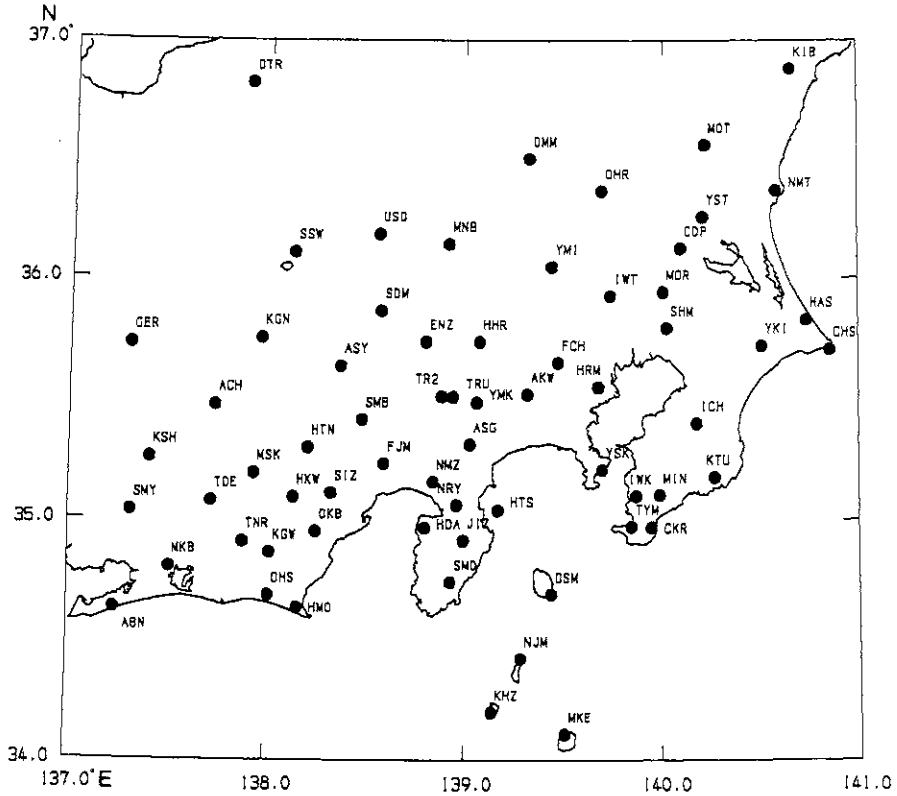 N
37.0°
KIB
OTR
MOT
OMM
OHR
NMT
YST
USD
MNB
CDP
SSW
YMI
36.0
IWT
MOR
SDM
HAS
SHM
GER
KGN
ENZ
HHR
YKI
CHS
ASY
FCH
HRM
TR2
TRU
YMK
AKW
ACH
SMB
ICH
HTN
ASG
KSH
FJM
YSK
MSK
KTU
NMZ
HKW
SIZ
IWK
MIN
SMY
TDE
NRY
HTS
TYM
35.0
TNR
OKB
HDA
JIZ
CKR
KGW
MKB
SMO
OSM
OHS
HMO
ABN
NJM
KHZ
MKE
34.0
137.0°E
138.0
139.0
140.0
141.0